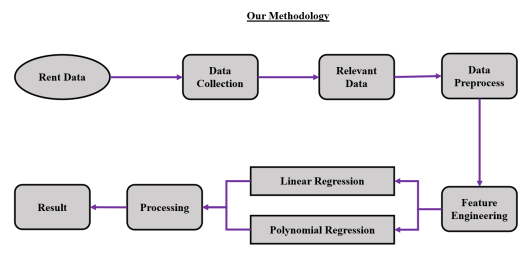 Our Methodology
Rent Data
Data
Collection
Relevant
Data
Data
Preprocess
Feature
Engineering
Linear Regression
Polynomial Regression
Processing
Result